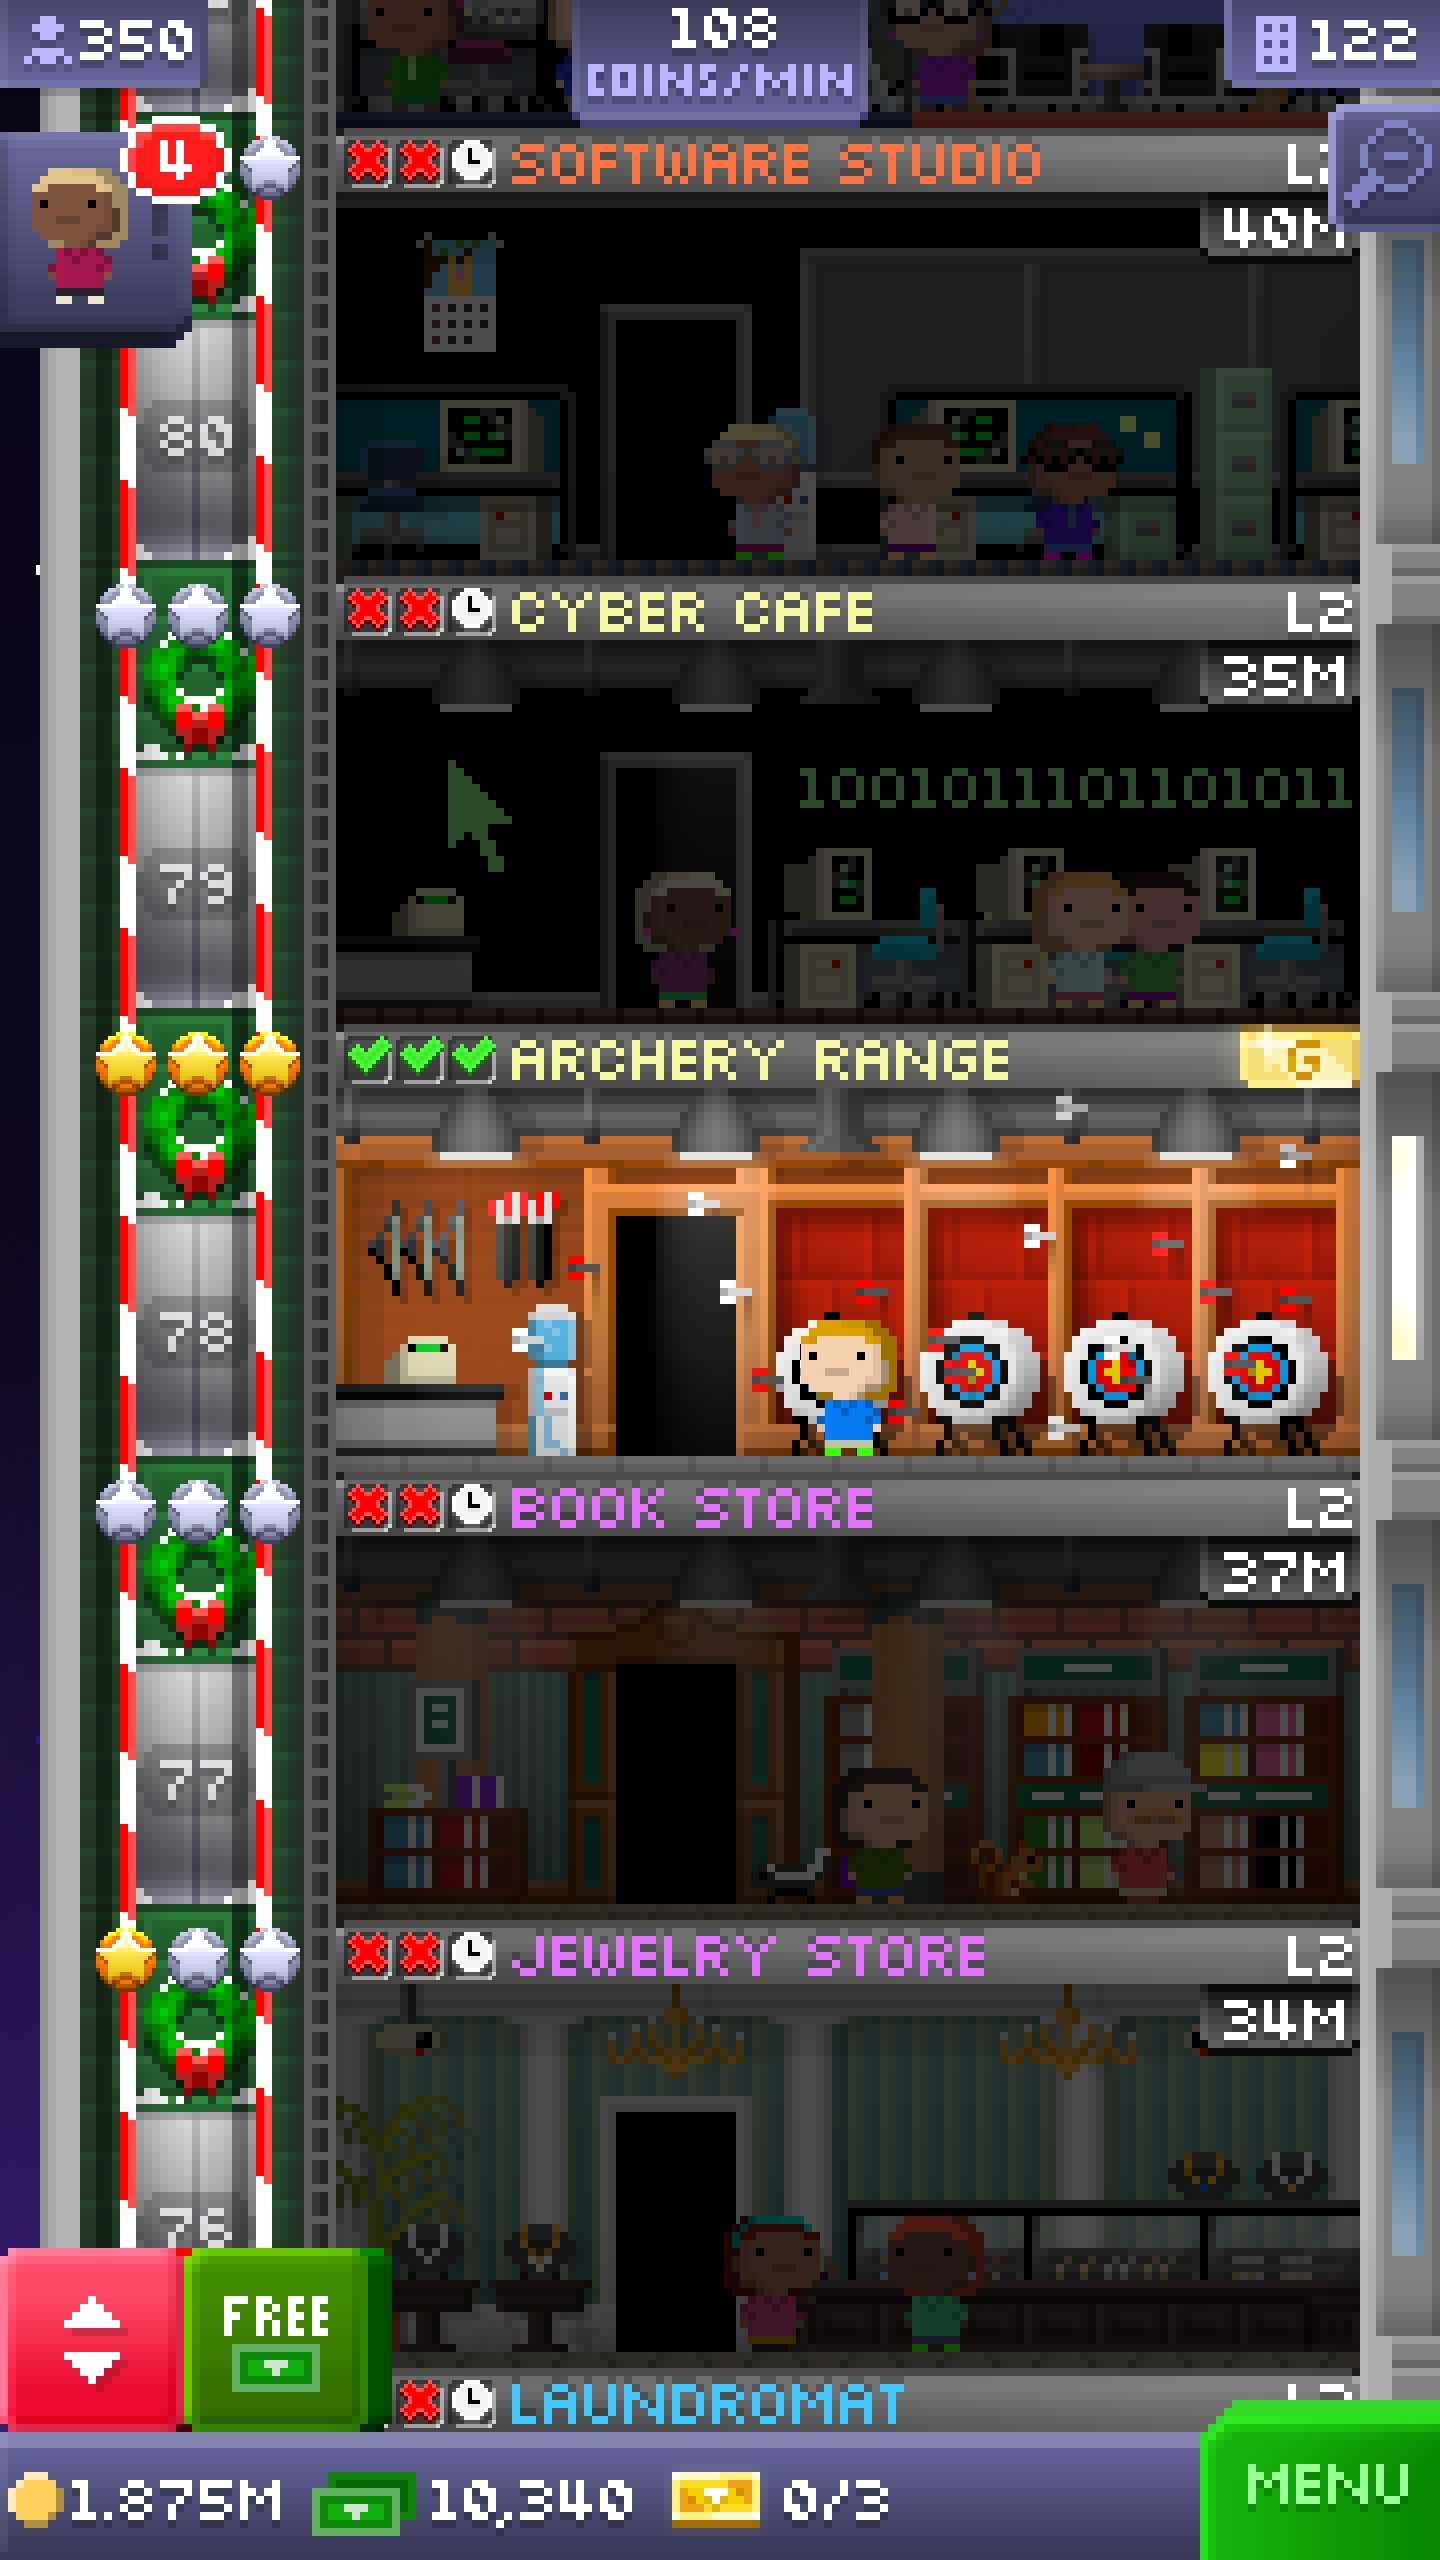 350
108
COINS/MIN
122
4
SOFTWARE STUDIO
40M
80
CYBER CAFE L2
35M
1001011101101011
79
ARCHERY RANGE G
78
BOOK STORE L2
37M
77
JEWELRY STORE L2
34M
76
FREE
LAUNDROMAT
1.875M 10,340 0/3
MENU